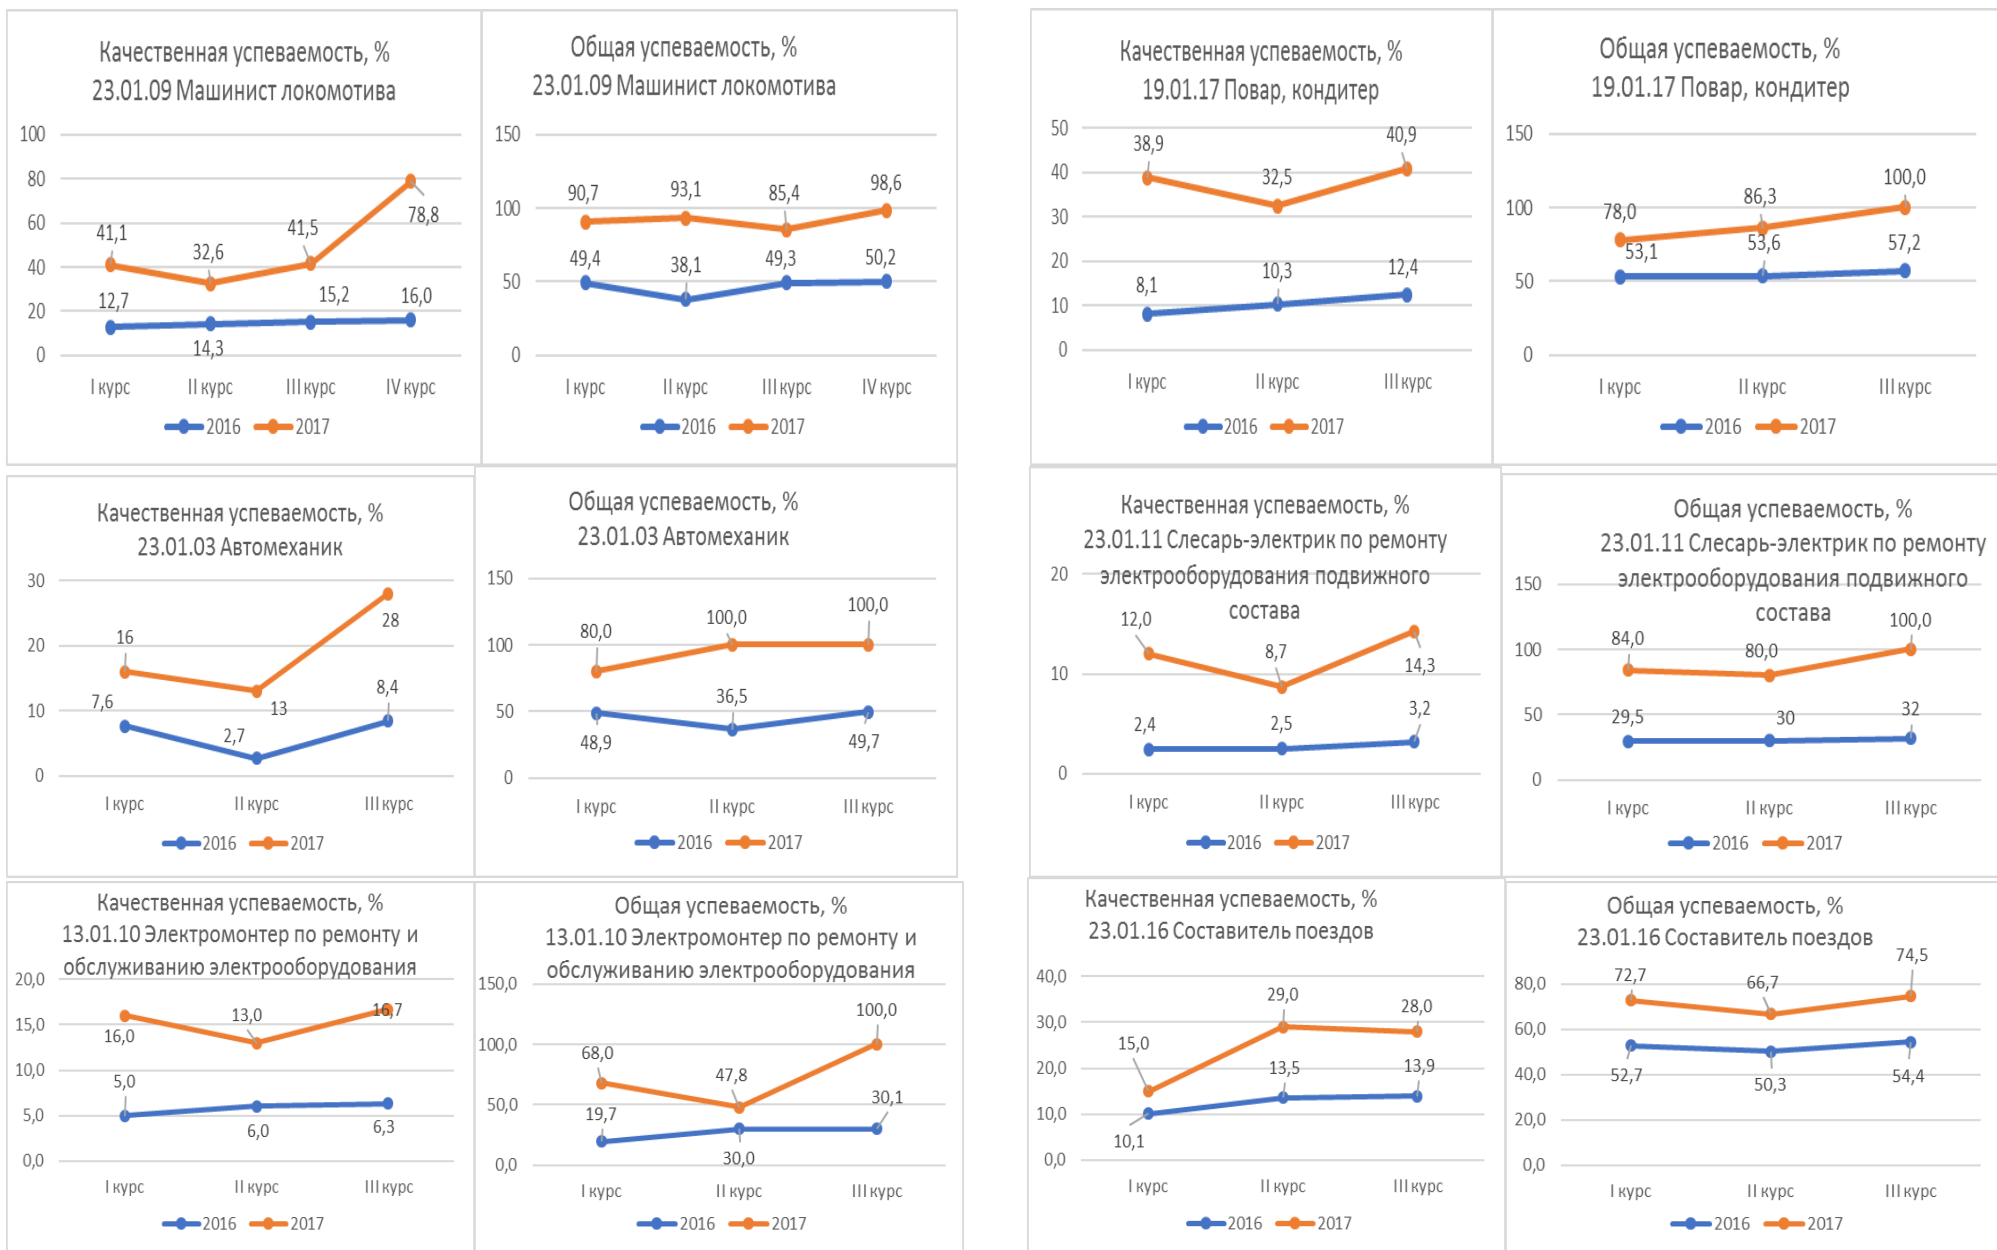 Качественная успеваемость, %
23.01.09 Машинист локомотива
100
80
60
40
20
0
41,1
32,6
41,5
78,8
12,7
14,3
15,2
16,0
I курс
II курс
III курс
IV курс
2016
2017
Общая успеваемость, %
23.01.09 Машинист локомотива
150
100
50
0
90,7
93,1
85,4
98,6
49,4
38,1
49,3
50,2
I курс
II курс
III курс
IV курс
2016
2017
Качественная успеваемость, %
19.01.17 Повар, кондитер
50
40
30
20
10
0
38,9
32,5
40,9
8,1
10,3
12,4
I курс
II курс
III курс
2016
2017
Общая успеваемость, %
19.01.17 Повар, кондитер
150
100
50
0
78,0
86,3
100,0
53,1
53,6
57,2
I курс
II курс
III курс
2016
2017
Качественная успеваемость, %
23.01.03 Автомеханик
30
20
10
0
16
13
28
7,6
2,7
8,4
I курс
II курс
III курс
2016
2017
Общая успеваемость, %
23.01.03 Автомеханик
150
100
50
0
80,0
100,0
100,0
48,9
36,5
49,7
I курс
II курс
III курс
2016
2017
Качественная успеваемость, %
23.01.11 Слесарь-электрик по ремонту
электрооборудования подвижного
состава
20
10
0
12,0
8,7
14,3
2,4
2,5
3,2
I курс
II курс
III курс
2016
2017
Общая успеваемость, %
23.01.11 Слесарь-электрик по ремонту
электрооборудования подвижного
состава
150
100
50
0
84,0
80,0
100,0
29,5
30
32
I курс
II курс
III курс
2016
2017
Качественная успеваемость, %
13.01.10 Электромонтер по ремонту и
обслуживанию электрооборудования
20,0
15,0
10,0
5,0
0,0
16,0
13,0
16,7
5,0
6,0
6,3
I курс
II курс
III курс
2016
2017
Общая успеваемость, %
13.01.10 Электромонтер по ремонту и
обслуживанию электрооборудования
150,0
100,0
50,0
0,0
68,0
47,8
100,0
19,7
30,0
30,1
I курс
II курс
III курс
2016
2017
Качественная успеваемость, %
23.01.16 Составитель поездов
40,0
30,0
20,0
10,0
0,0
15,0
29,0
28,0
10,1
13,5
13,9
I курс
II курс
III курс
2016
2017
Общая успеваемость, %
23.01.16 Составитель поездов
80,0
60,0
40,0
20,0
0,0
72,7
66,7
74,5
52,7
50,3
54,4
I курс
II курс
III курс
2016
2017